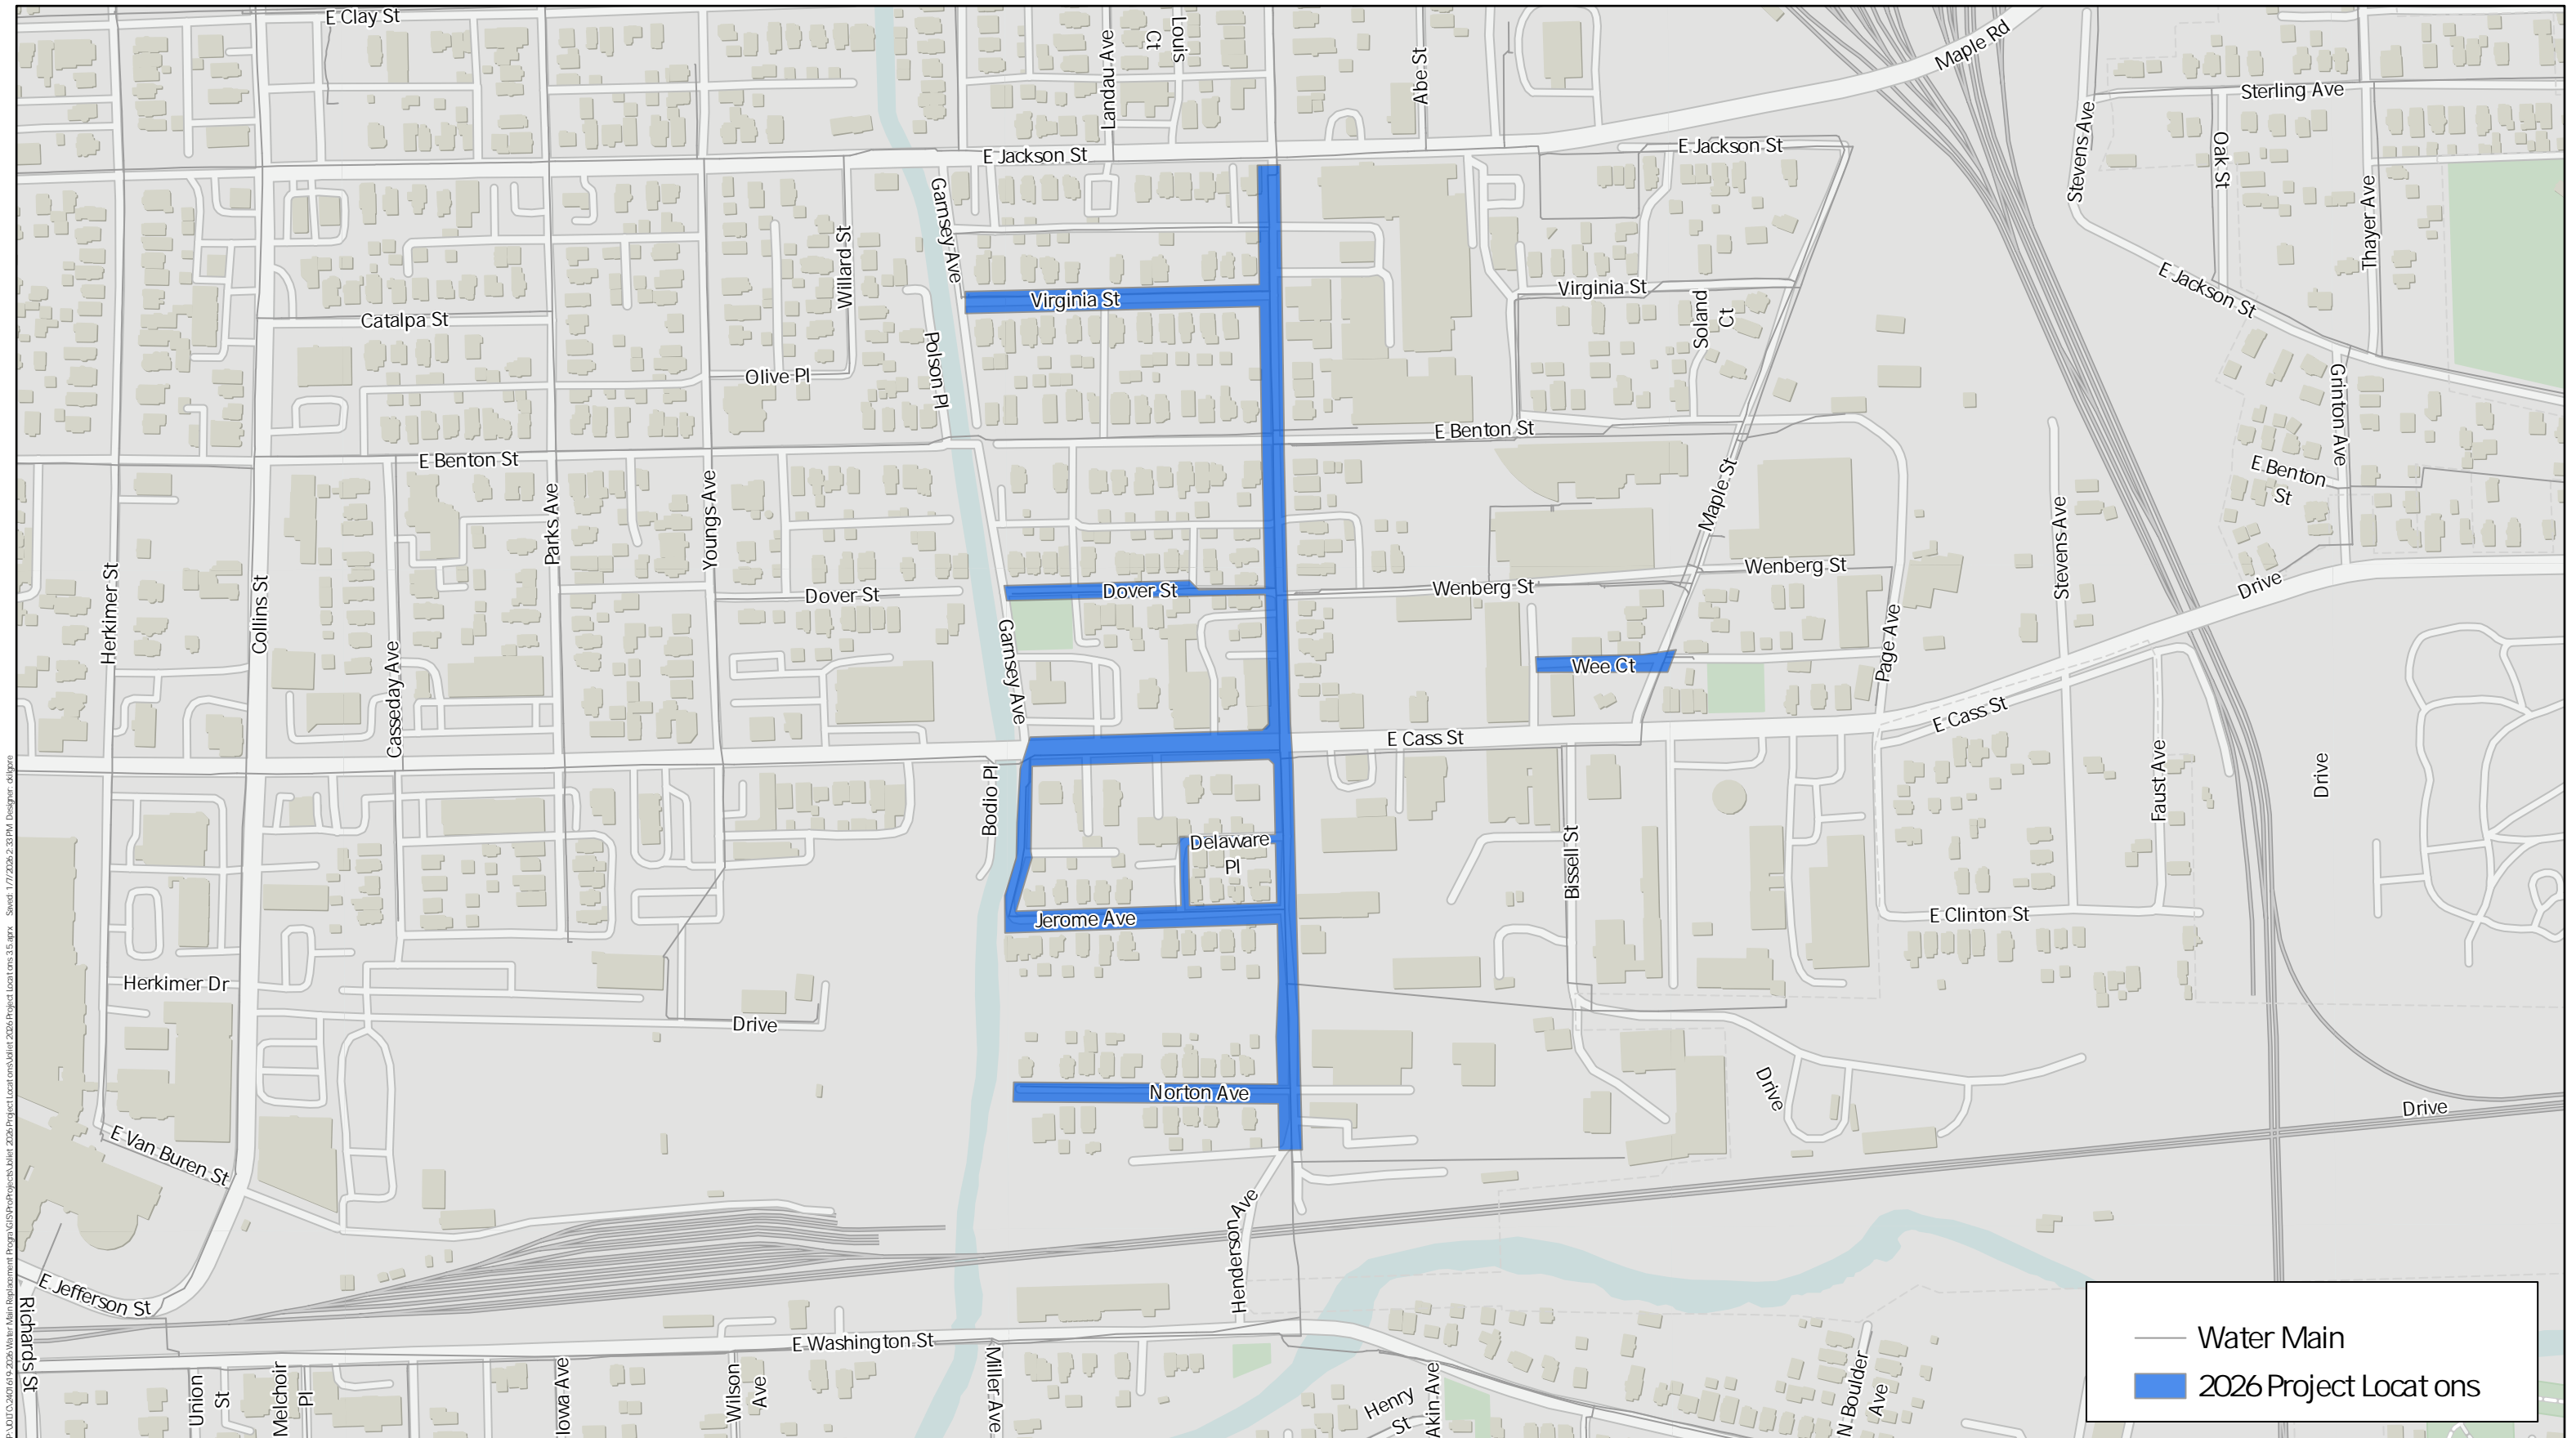 E Clay St
Landau Ave
Louis
Ct
Abe St
Maple Rd
Sterling Ave
Stevens Ave
Oak St
Thayer Ave
E Jackson St
E Jackson St
Garnsey Ave
Willard St
Virginia St
Virginia St
Soland
Ct
E Jackson St
Catalpa St
Olive Pl
Polson Pl
Grinton Ave
E Benton St
E Benton St
E Benton
St
Herkimer St
Collins St
Parks Ave
Youngs Ave
Maple St
Stevens Ave
Dover St
Dover St
Wenberg St
Wenberg St
Drive
Casseday Ave
Garnsey Ave
Wee Ct
Page Ave
E Cass St
E Cass St
Bodio Pl
Delaware
Pl
Bissell St
Faust Ave
Drive
Jerome Ave
E Clinton St
Herkimer Dr
Drive
Norton Ave
Drive
Drive
E Van Buren St
Henderson Ave
E Jefferson St
Richards St
E Washington St
Union
St
Melchoir
Pl
Iowa Ave
Wilson
Ave
Miller Ave
Henry
St
Akin Ave
N Boulder
Ave
Water Main
2026 Project Locat ons